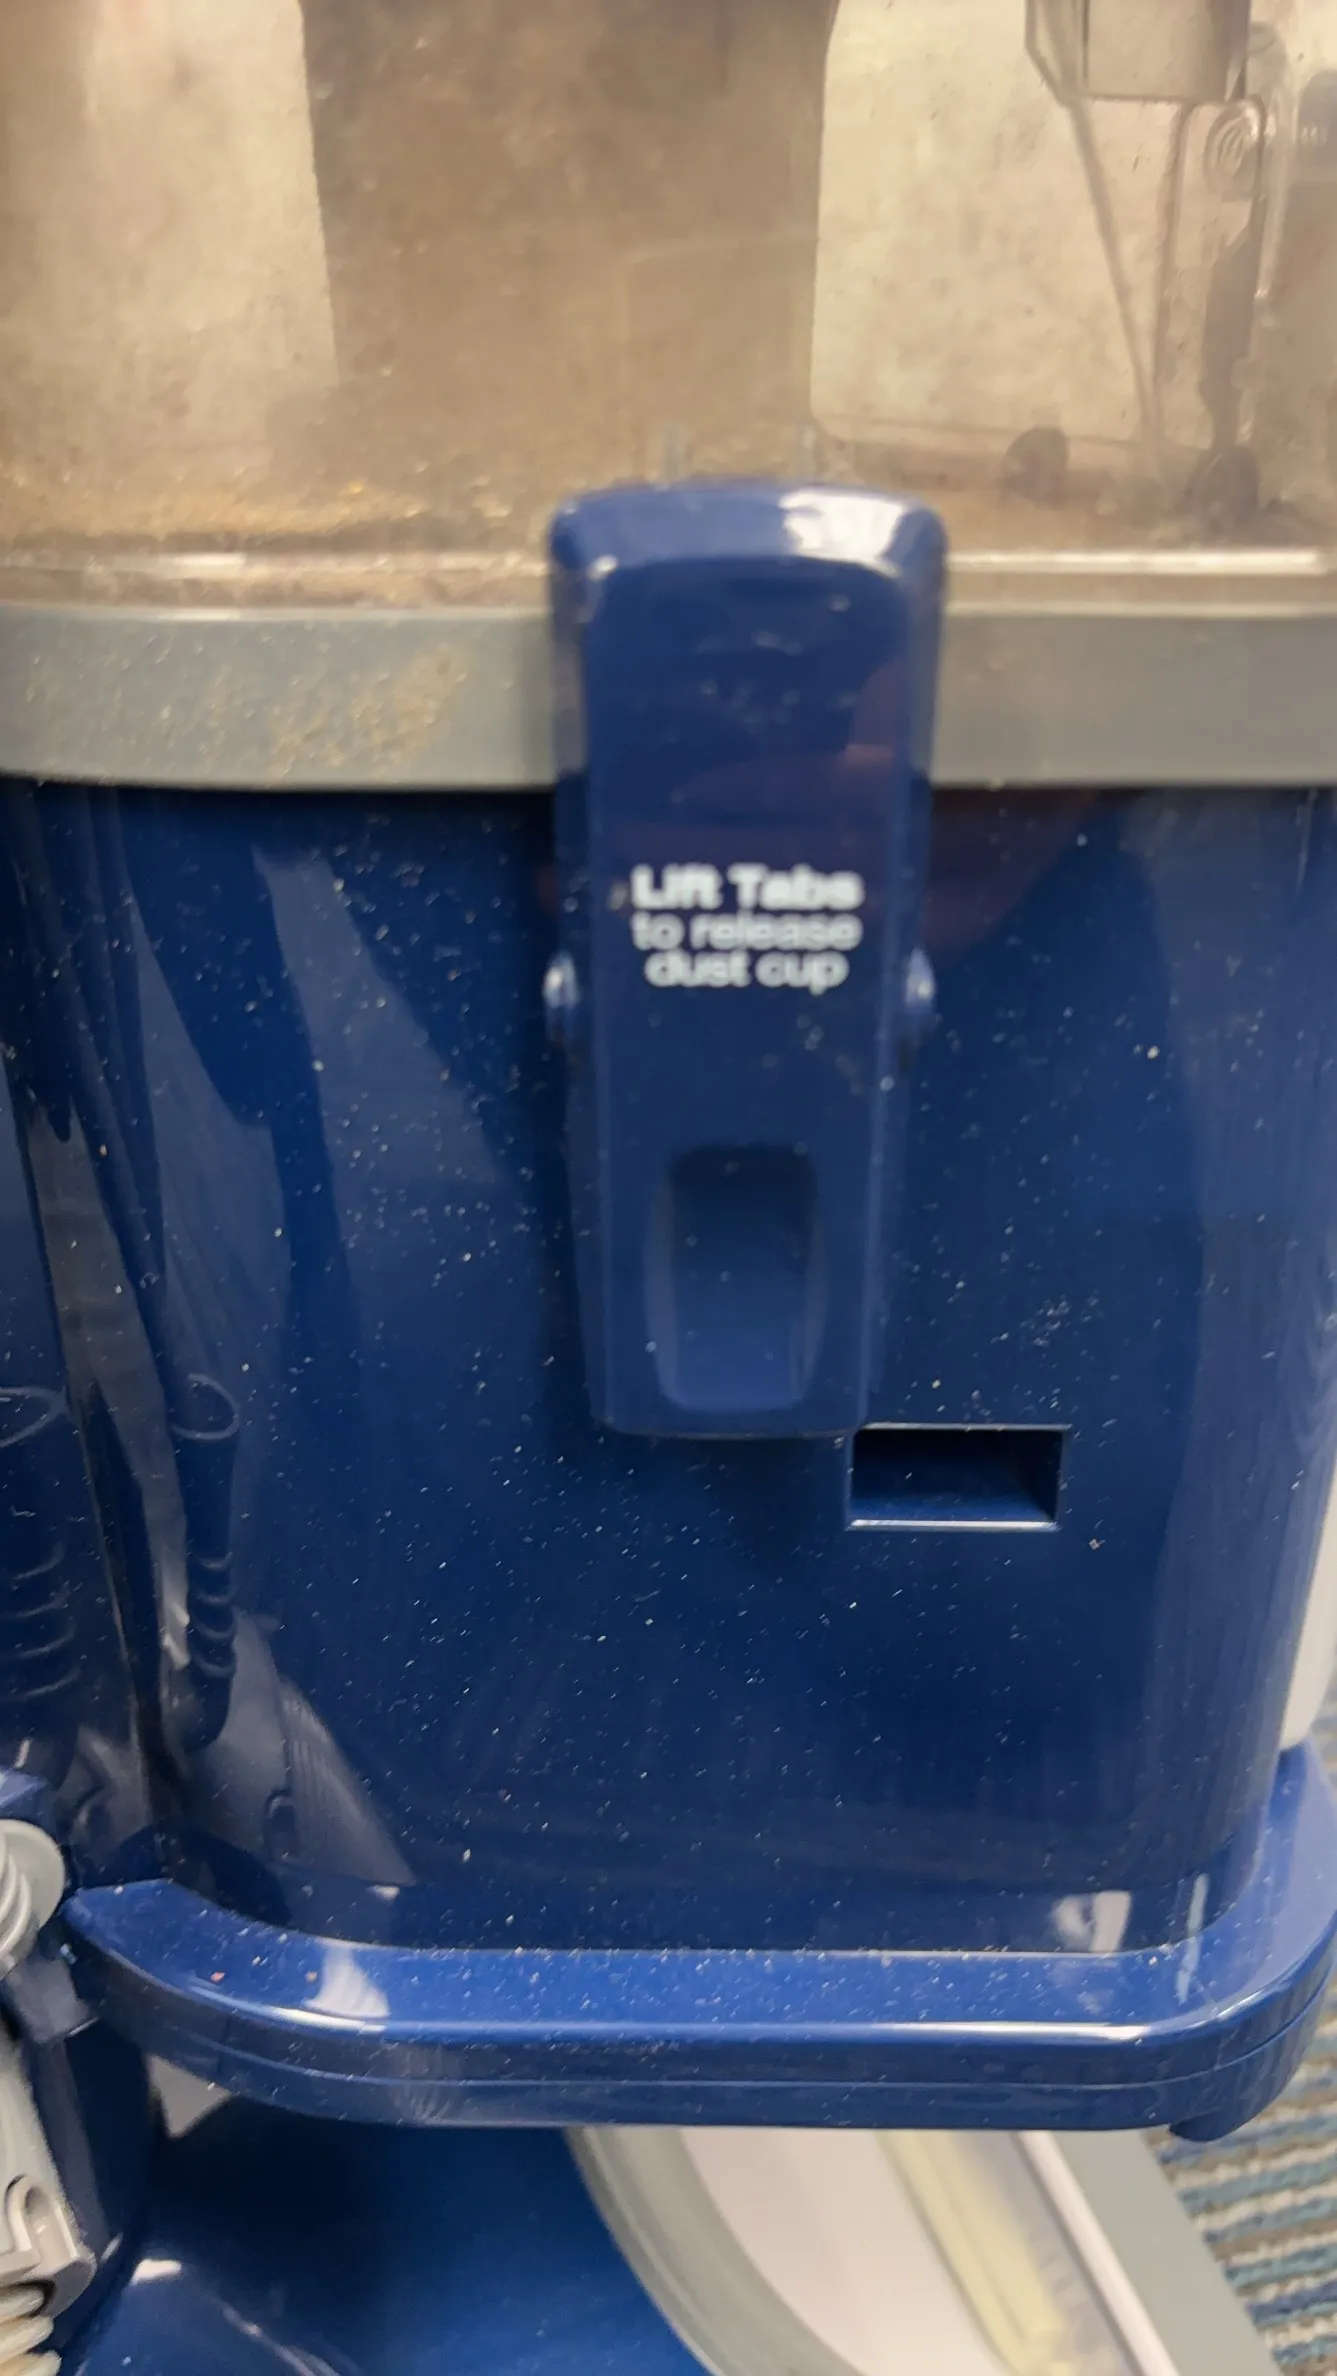 Lift Tabs
to release
dust cup